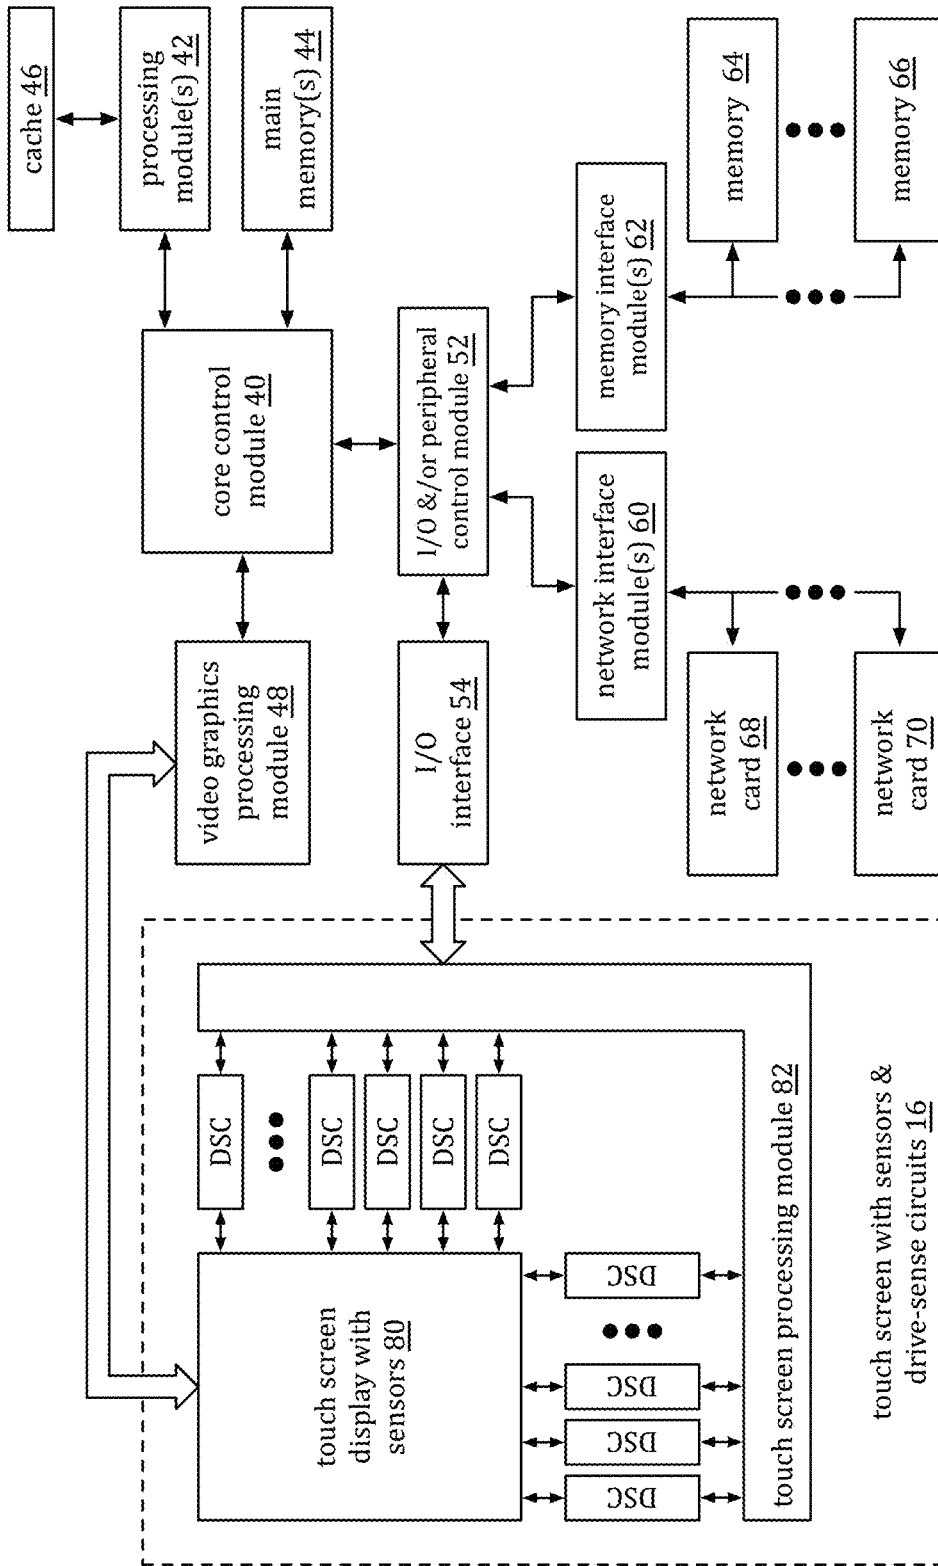 cache 46
processing
module(s) 42
main
memory(s) 44
core control
module 40
video graphics
processing
module 48
I/O &/or peripheral
control module 52
I/O
interface 54
memory interface
module(s) 62
network interface
module(s) 60
memory 64
memory 66
network
card 68
network
card 70
touch screen
display with
sensors 80
DSC
DSC
DSC
DSC
DSC
DSC
DSC
DSC
DSC
touch screen processing module 82
touch screen with sensors &
drive-sense circuits 16